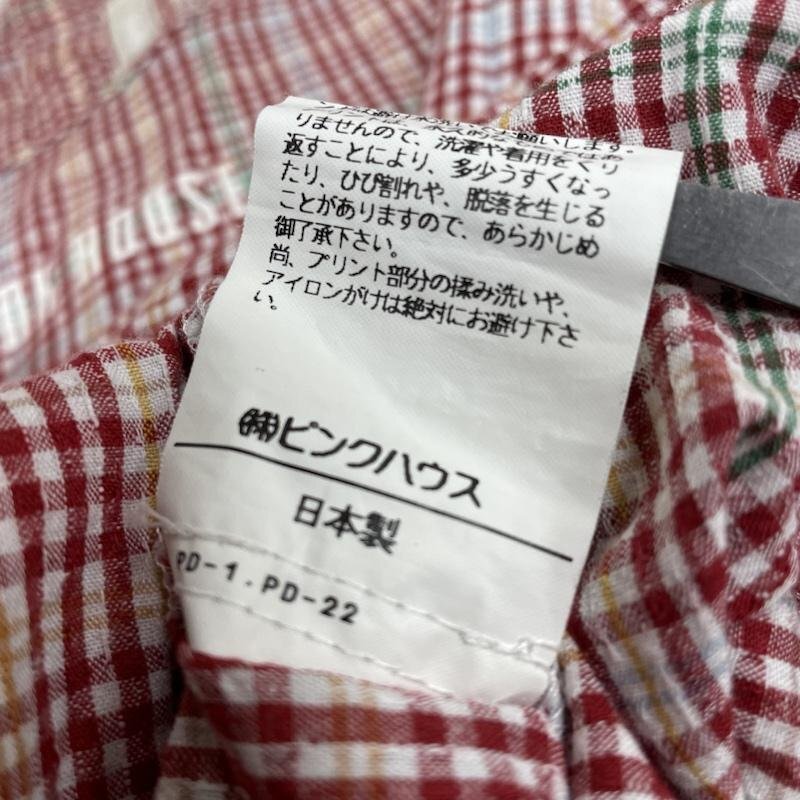 りませんので、洗濯や着用をくり
返すことにより、多少うすくなっ
たり、ひび割れや、脱落を生じる
ことがありますので、あらかじめ
御了承下さい。
尚、プリント部分の揉み洗いや、
アイロンがけは絶対にお避け下さ
い。
㈱ピンクハウス
日本製
PD-1.PD-22